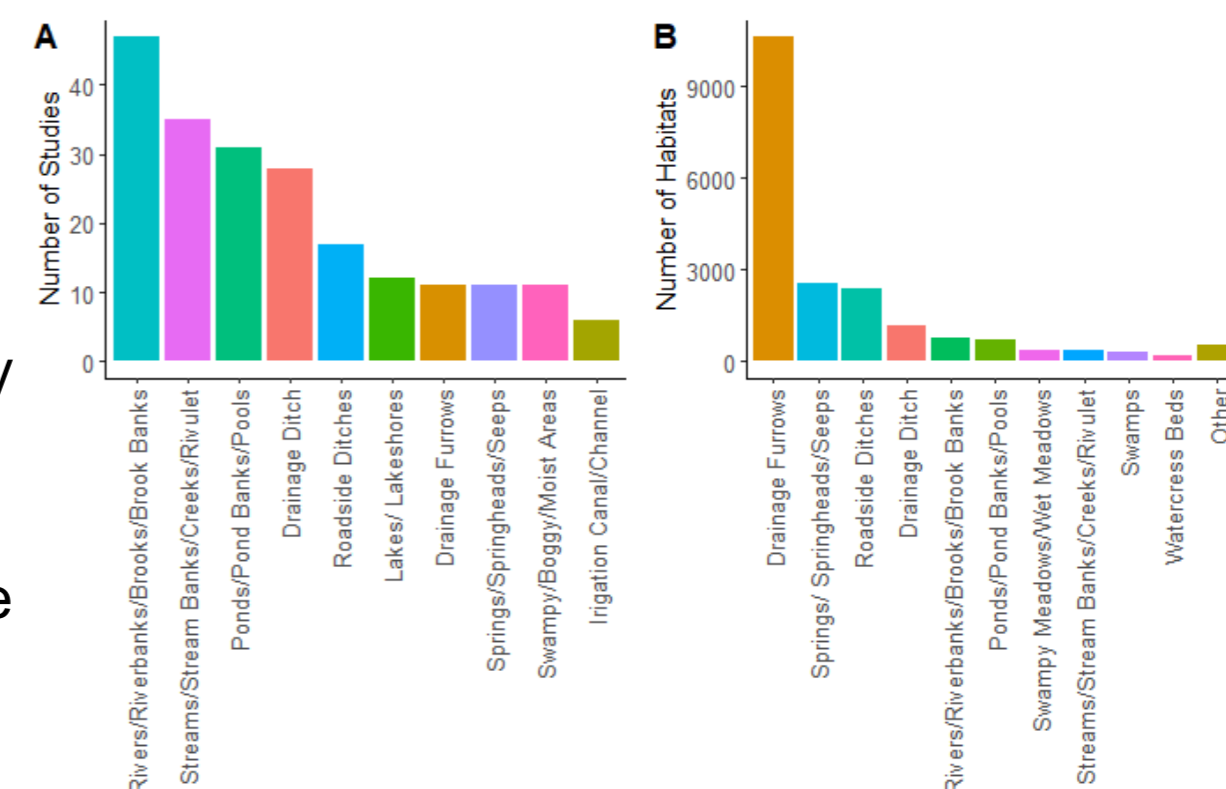 A
Number of Studies
40
30
20
10
0
Rivers/Riverbanks/Brooks/Brook Banks
Streams/Stream Banks/Creeks/Rivulet
Ponds/Pond Banks/Pools
Drainage Ditch
Roadside Ditches
Lakes/ Lakeshores
Drainage Furrows
Springs/Springheads/Seeps
Swampy/Boggy/Moist Areas
Irrigation Canal/Channel
B
Number of Habitats
9000
6000
3000
0
Drainage Furrows
Springs/ Springheads/Seeps
Roadside Ditches
Drainage Ditch
Rivers/Riverbanks/Brooks/Brook Banks
Ponds/Pond Banks/Pools
Swampy Meadows/Wet Meadows
Streams/Stream Banks/Creeks/Rivulet
Swamps
Watercress Beds
Other
y
e